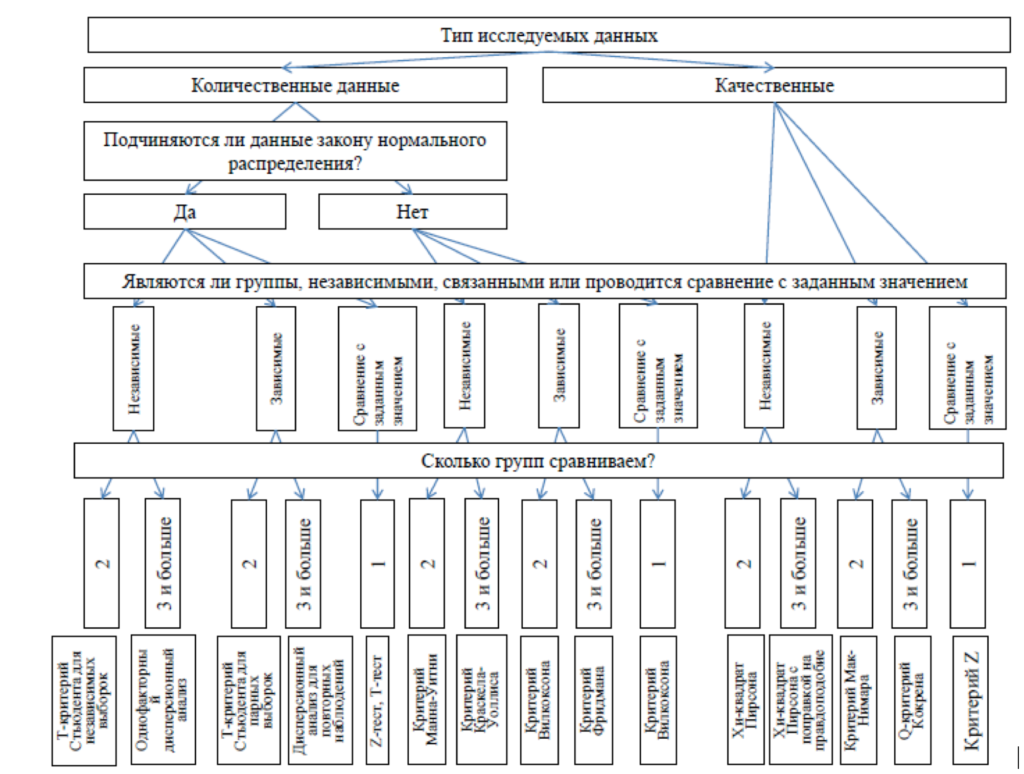 Тип исследуемых данных
Количественные данные
Качественные
Подчиняются ли данные закону нормального
распределения?
Да
Нет
Являются ли группы, независимыми, связанными или проводится сравнение с заданным значением
Независимые
Зависимые
Сравнение с
заданным
значением
Независимые
Зависимые
Сравнение с
заданным
значением
Независимые
Зависимые
Сравнение с
заданным
значением
Сколько групп сравниваем?
2
3 и больше
2
3 и больше
1
2
3 и больше
2
3 и больше
1
2
3 и больше
2
3 и больше
1
Т-критерий
Стьюдента для
независимых
выборок
Однофакторны
й
дисперсионный
анализ
Т-критерий
Стьюдента для
парных
выборок
Дисперсионный
анализ для
повторных
наблюдений
Z-тест, Т-тест
Критерий
Манна-Уитни
Критерий
Краскела-
Уоллиса
Критерий
Вилкоксона
Критерий
Фридмана
Критерий
Вилкоксона
Хи-квадрат
Пирсона
Хи-квадрат
Пирсона с
поправкой на
правдоподобие
Критерий Мак-
Нимара
Q-критерий
Кокрена
Критерий Z